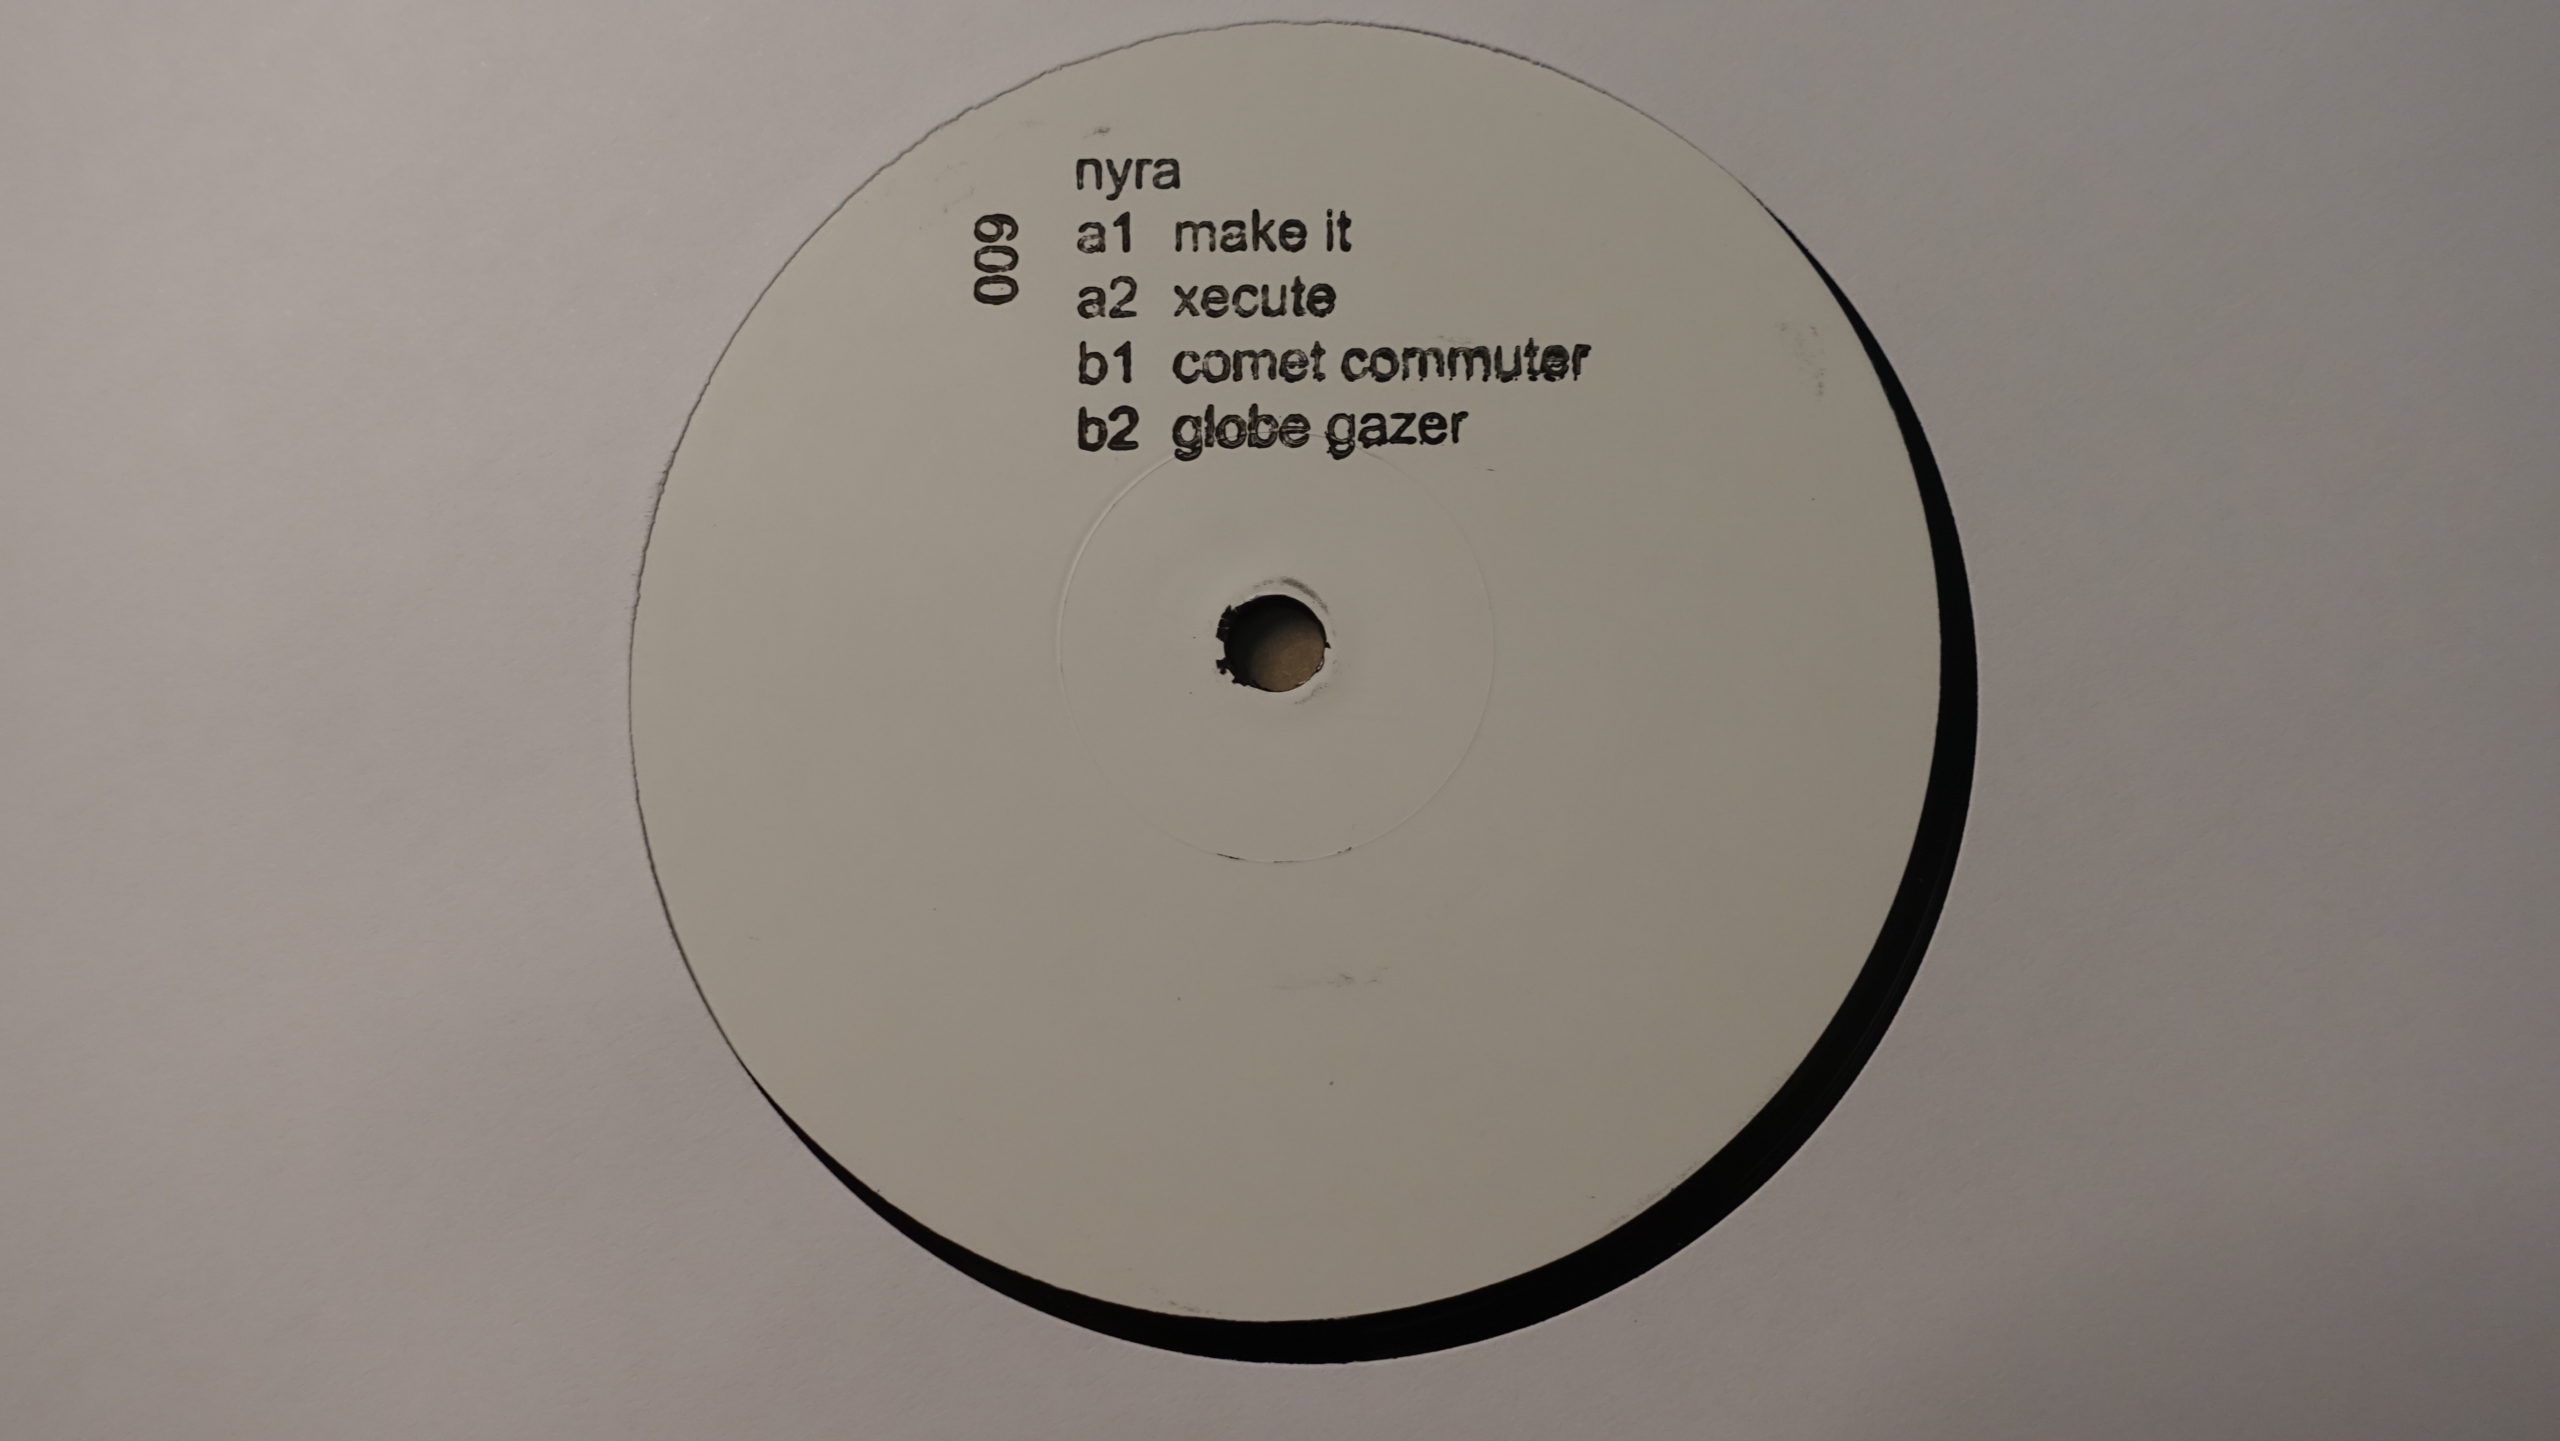 nyra
009
a1 make it
a2 xecute
b1 comet commuter
b2 globe gazer